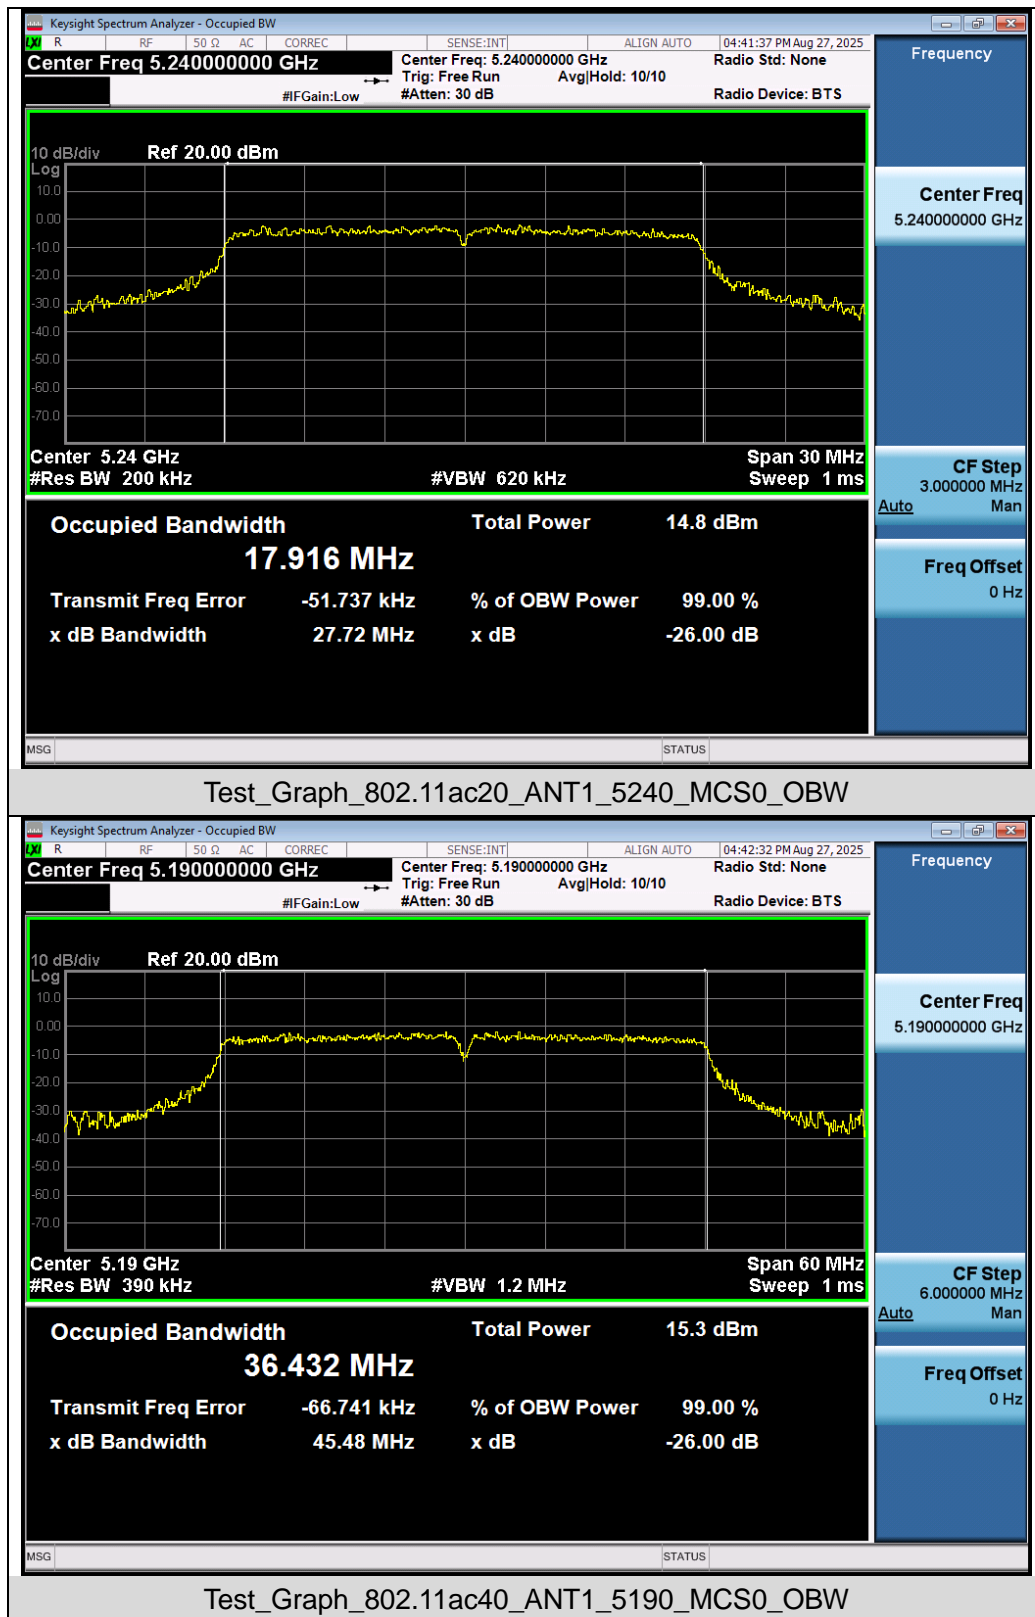 Keysight Spectrum Analyzer - Occupied BW
LXI R RF 50 Ω AC CORREC SENSE:INT ALIGN AUTO 04:41:37 PM Aug 27, 2025
Center Freq 5.240000000 GHz
Center Freq: 5.240000000 GHz
Radio Std: None
Trig: Free Run Avg|Hold: 10/10
#IFGain:Low
#Atten: 30 dB
Radio Device: BTS
Frequency
10 dB/div Ref 20.00 dBm
Log
10.0
0.00
-10.0
-20.0
-30.0
-40.0
-50.0
-60.0
-70.0
Center Freq
5.240000000 GHz
Center 5.24 GHz Span 30 MHz
#Res BW 200 kHz #VBW 620 kHz Sweep 1 ms
CF Step
3.000000 MHz
Auto Man
Occupied Bandwidth Total Power 14.8 dBm
17.916 MHz
Transmit Freq Error -51.737 kHz % of OBW Power 99.00 %
x dB Bandwidth 27.72 MHz x dB -26.00 dB
Freq Offset
0 Hz
MSG STATUS
Test_Graph_802.11ac20_ANT1_5240_MCS0_OBW
Keysight Spectrum Analyzer - Occupied BW
LXI R RF 50 Ω AC CORREC SENSE:INT ALIGN AUTO 04:42:32 PM Aug 27, 2025
Center Freq 5.190000000 GHz
Center Freq: 5.190000000 GHz
Radio Std: None
Trig: Free Run Avg|Hold: 10/10
#IFGain:Low
#Atten: 30 dB
Radio Device: BTS
Frequency
10 dB/div Ref 20.00 dBm
Log
10.0
0.00
-10.0
-20.0
-30.0
-40.0
-50.0
-60.0
-70.0
Center Freq
5.190000000 GHz
Center 5.19 GHz Span 60 MHz
#Res BW 390 kHz #VBW 1.2 MHz Sweep 1 ms
CF Step
6.000000 MHz
Auto Man
Occupied Bandwidth Total Power 15.3 dBm
36.432 MHz
Transmit Freq Error -66.741 kHz % of OBW Power 99.00 %
x dB Bandwidth 45.48 MHz x dB -26.00 dB
Freq Offset
0 Hz
MSG STATUS
Test_Graph_802.11ac40_ANT1_5190_MCS0_OBW